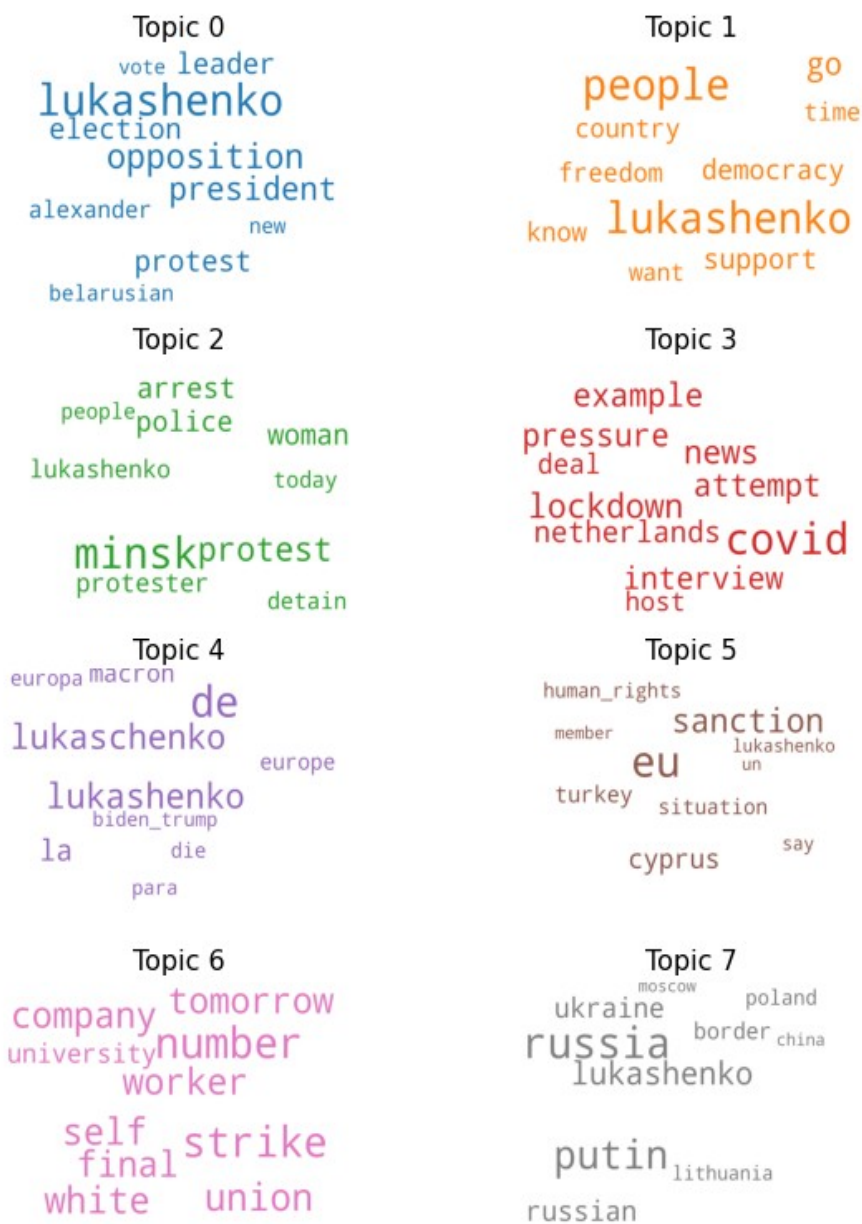 Topic 0
vote leader
lukashenko
election
opposition
president
alexander
new
protest
belarusian
Topic 1
go
people
time
country
freedom democracy
lukashenko
know
support
want
Topic 2
arrest
people police
woman
lukashenko
today
minsk protest
protester
detain
Topic 3
example
pressure
news
deal
attempt
lockdown
netherlands covid
interview
host
Topic 4
europa macron
de
lukaschenko
europe
lukashenko
biden_trump
la die
para
Topic 5
human_rights
sanction
member
lukashenko
eu un
turkey
situation
say
cyprus
Topic 6
tomorrow
company
university number
worker
self
strike
final
white union
Topic 7
moscow
ukraine poland
border
russia china
lukashenko
putin
lithuania
russian